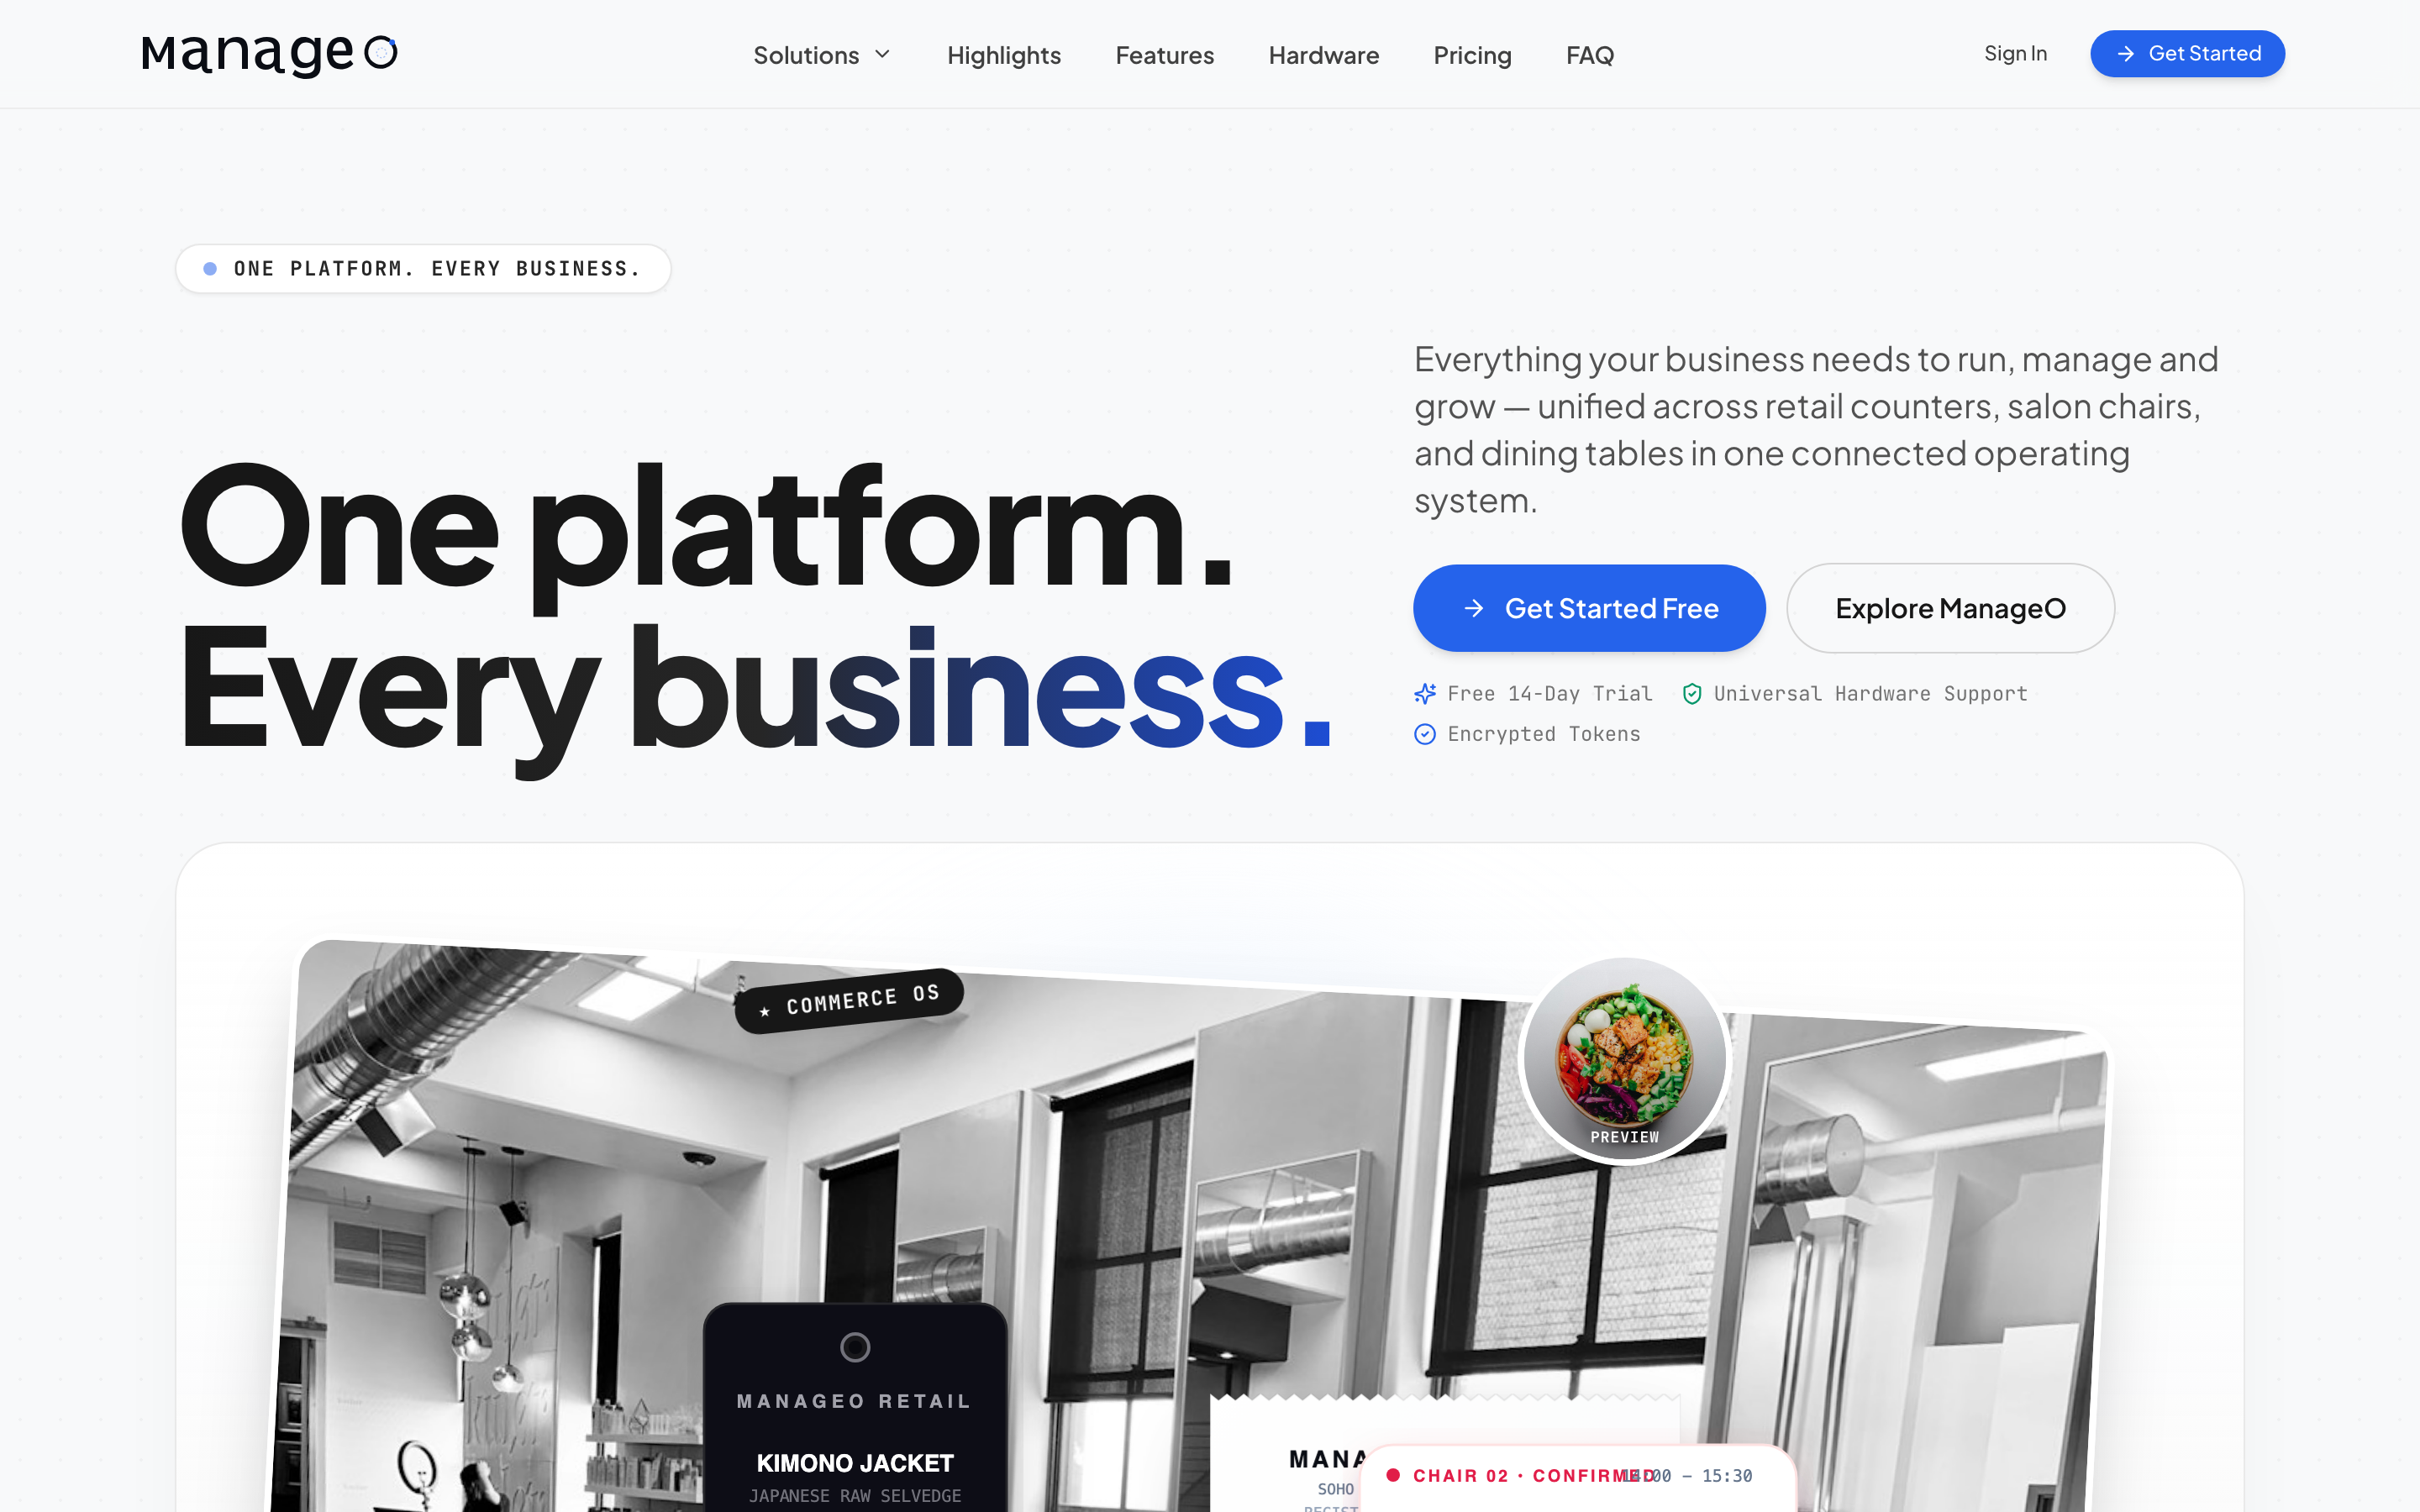 ManageO
Solutions
Highlights
Features
Hardware
Pricing
FAQ
Sign In
Get Started
ONE PLATFORM. EVERY BUSINESS.
One platform.
Every business.
Everything your business needs to run, manage and
grow — unified across retail counters, salon chairs,
and dining tables in one connected operating
system.
Get Started Free
Explore ManageO
Free 14-Day Trial
Universal Hardware Support
Encrypted Tokens
★ COMMERCE OS
PREVIEW
MANAGEO RETAIL
KIMONO JACKET
JAPANESE RAW SELVEDGE
MANA
SOHO
CHAIR 02 · CONFIRMED
– 15:30